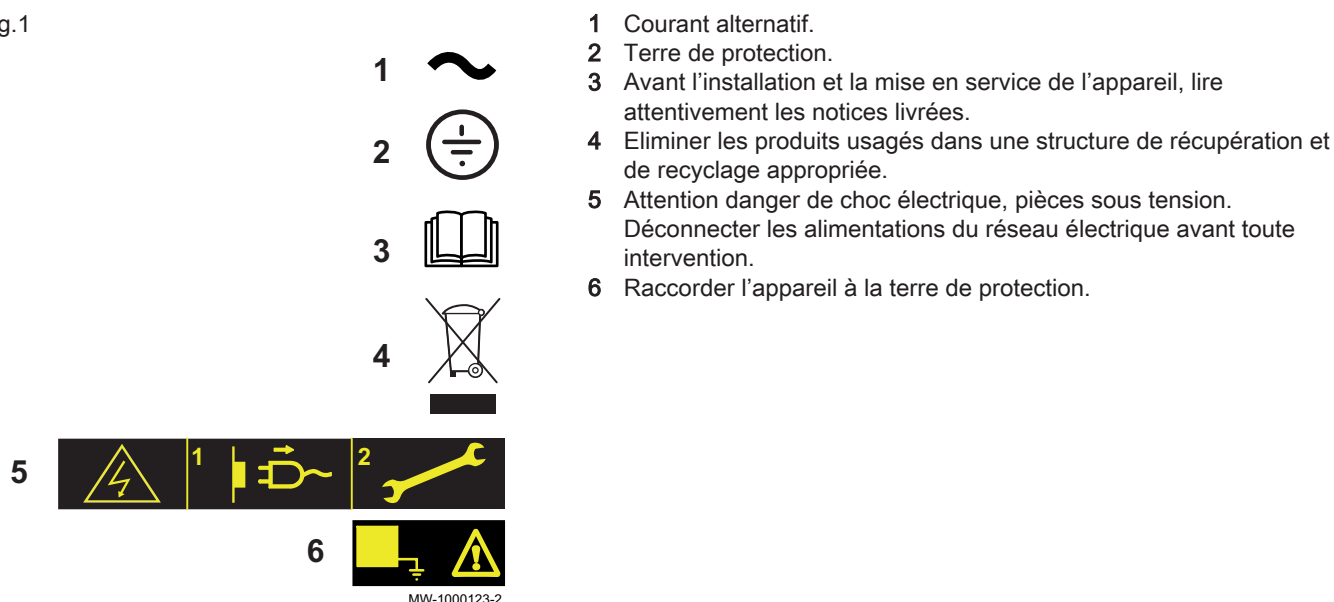 g.1
1
2
3
4
5
1
2
6
MW-1000123-2
1 Courant alternatif.
2 Terre de protection.
3 Avant l’installation et la mise en service de l’appareil, lire
attentivement les notices livrées.
4 Eliminer les produits usagés dans une structure de récupération et
de recyclage appropriée.
5 Attention danger de choc électrique, pièces sous tension.
Déconnecter les alimentations du réseau électrique avant toute
intervention.
6 Raccorder l’appareil à la terre de protection.